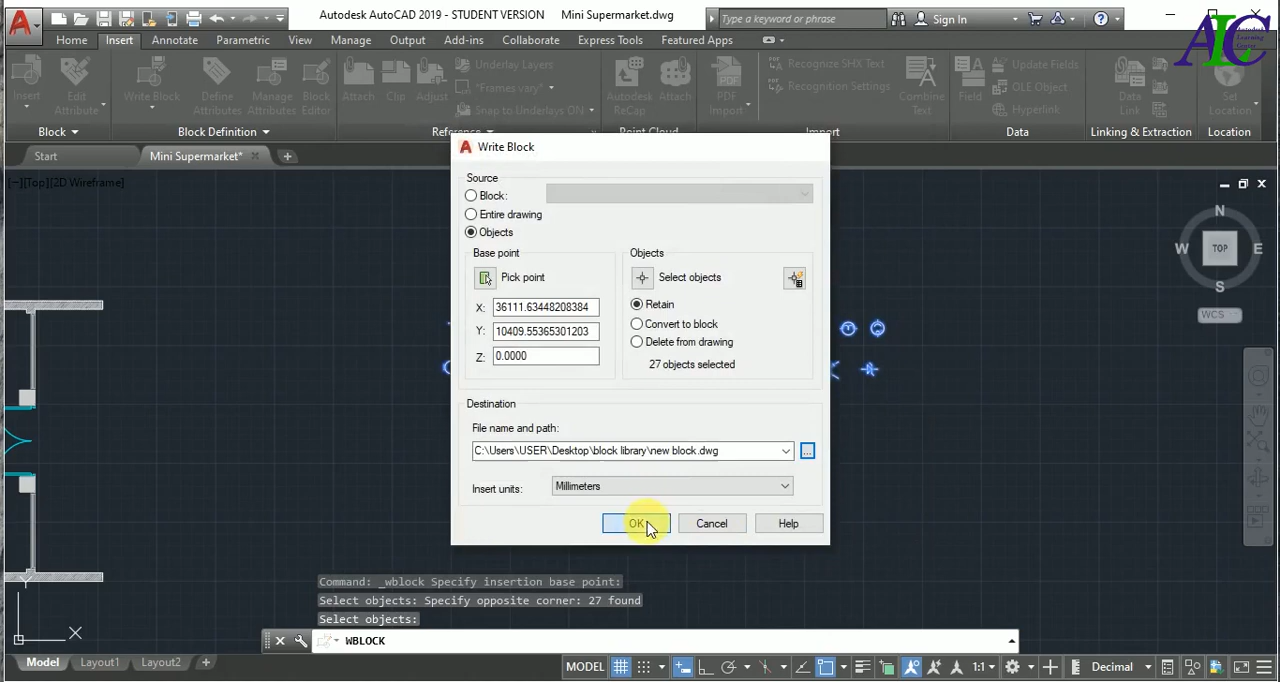 Autodesk AutoCAD 2019 - STUDENT VERSION Mini Supermarket.dwg
Type a keyword or phrase
Sign In
Home Insert Annotate Parametric View Manage Output Add-ins Collaborate Express Tools Featured Apps
Insert
Edit Attribute
Write Block
Define Attributes
Manage Attributes
Block Editor
Attach
Clip
Adjust
Underlay Layers
*Frames vary*
Snap to Underlays ON
Autodesk ReCap
Attach
PDF Import
Recognize SHX Text
Recognition Settings
Combine Text
Field
Update Fields
OLE Object
Hyperlink
Data Link
Set Location
AIC
Learning
Center
Block Block Definition Reference Point Cloud Import Data Linking & Extraction Location
Start Mini Supermarket*
[−][Top][2D Wireframe]
Write Block
Source
Block:
Entire drawing
Objects
Base point
Pick point
X: 36111.63448208384
Y: 10409.55365301203
Z: 0.0000
Objects
Select objects
Retain
Convert to block
Delete from drawing
27 objects selected
Destination
File name and path:
C:\Users\USER\Desktop\block library\new block.dwg
...
Insert units: Millimeters
OK Cancel Help
N
W TOP E
S
WCS
Command: _wblock Specify insertion base point:
Select objects: Specify opposite corner: 27 found
Select objects:
WBLOCK
X
Model Layout1 Layout2 +
MODEL 1:1 Decimal